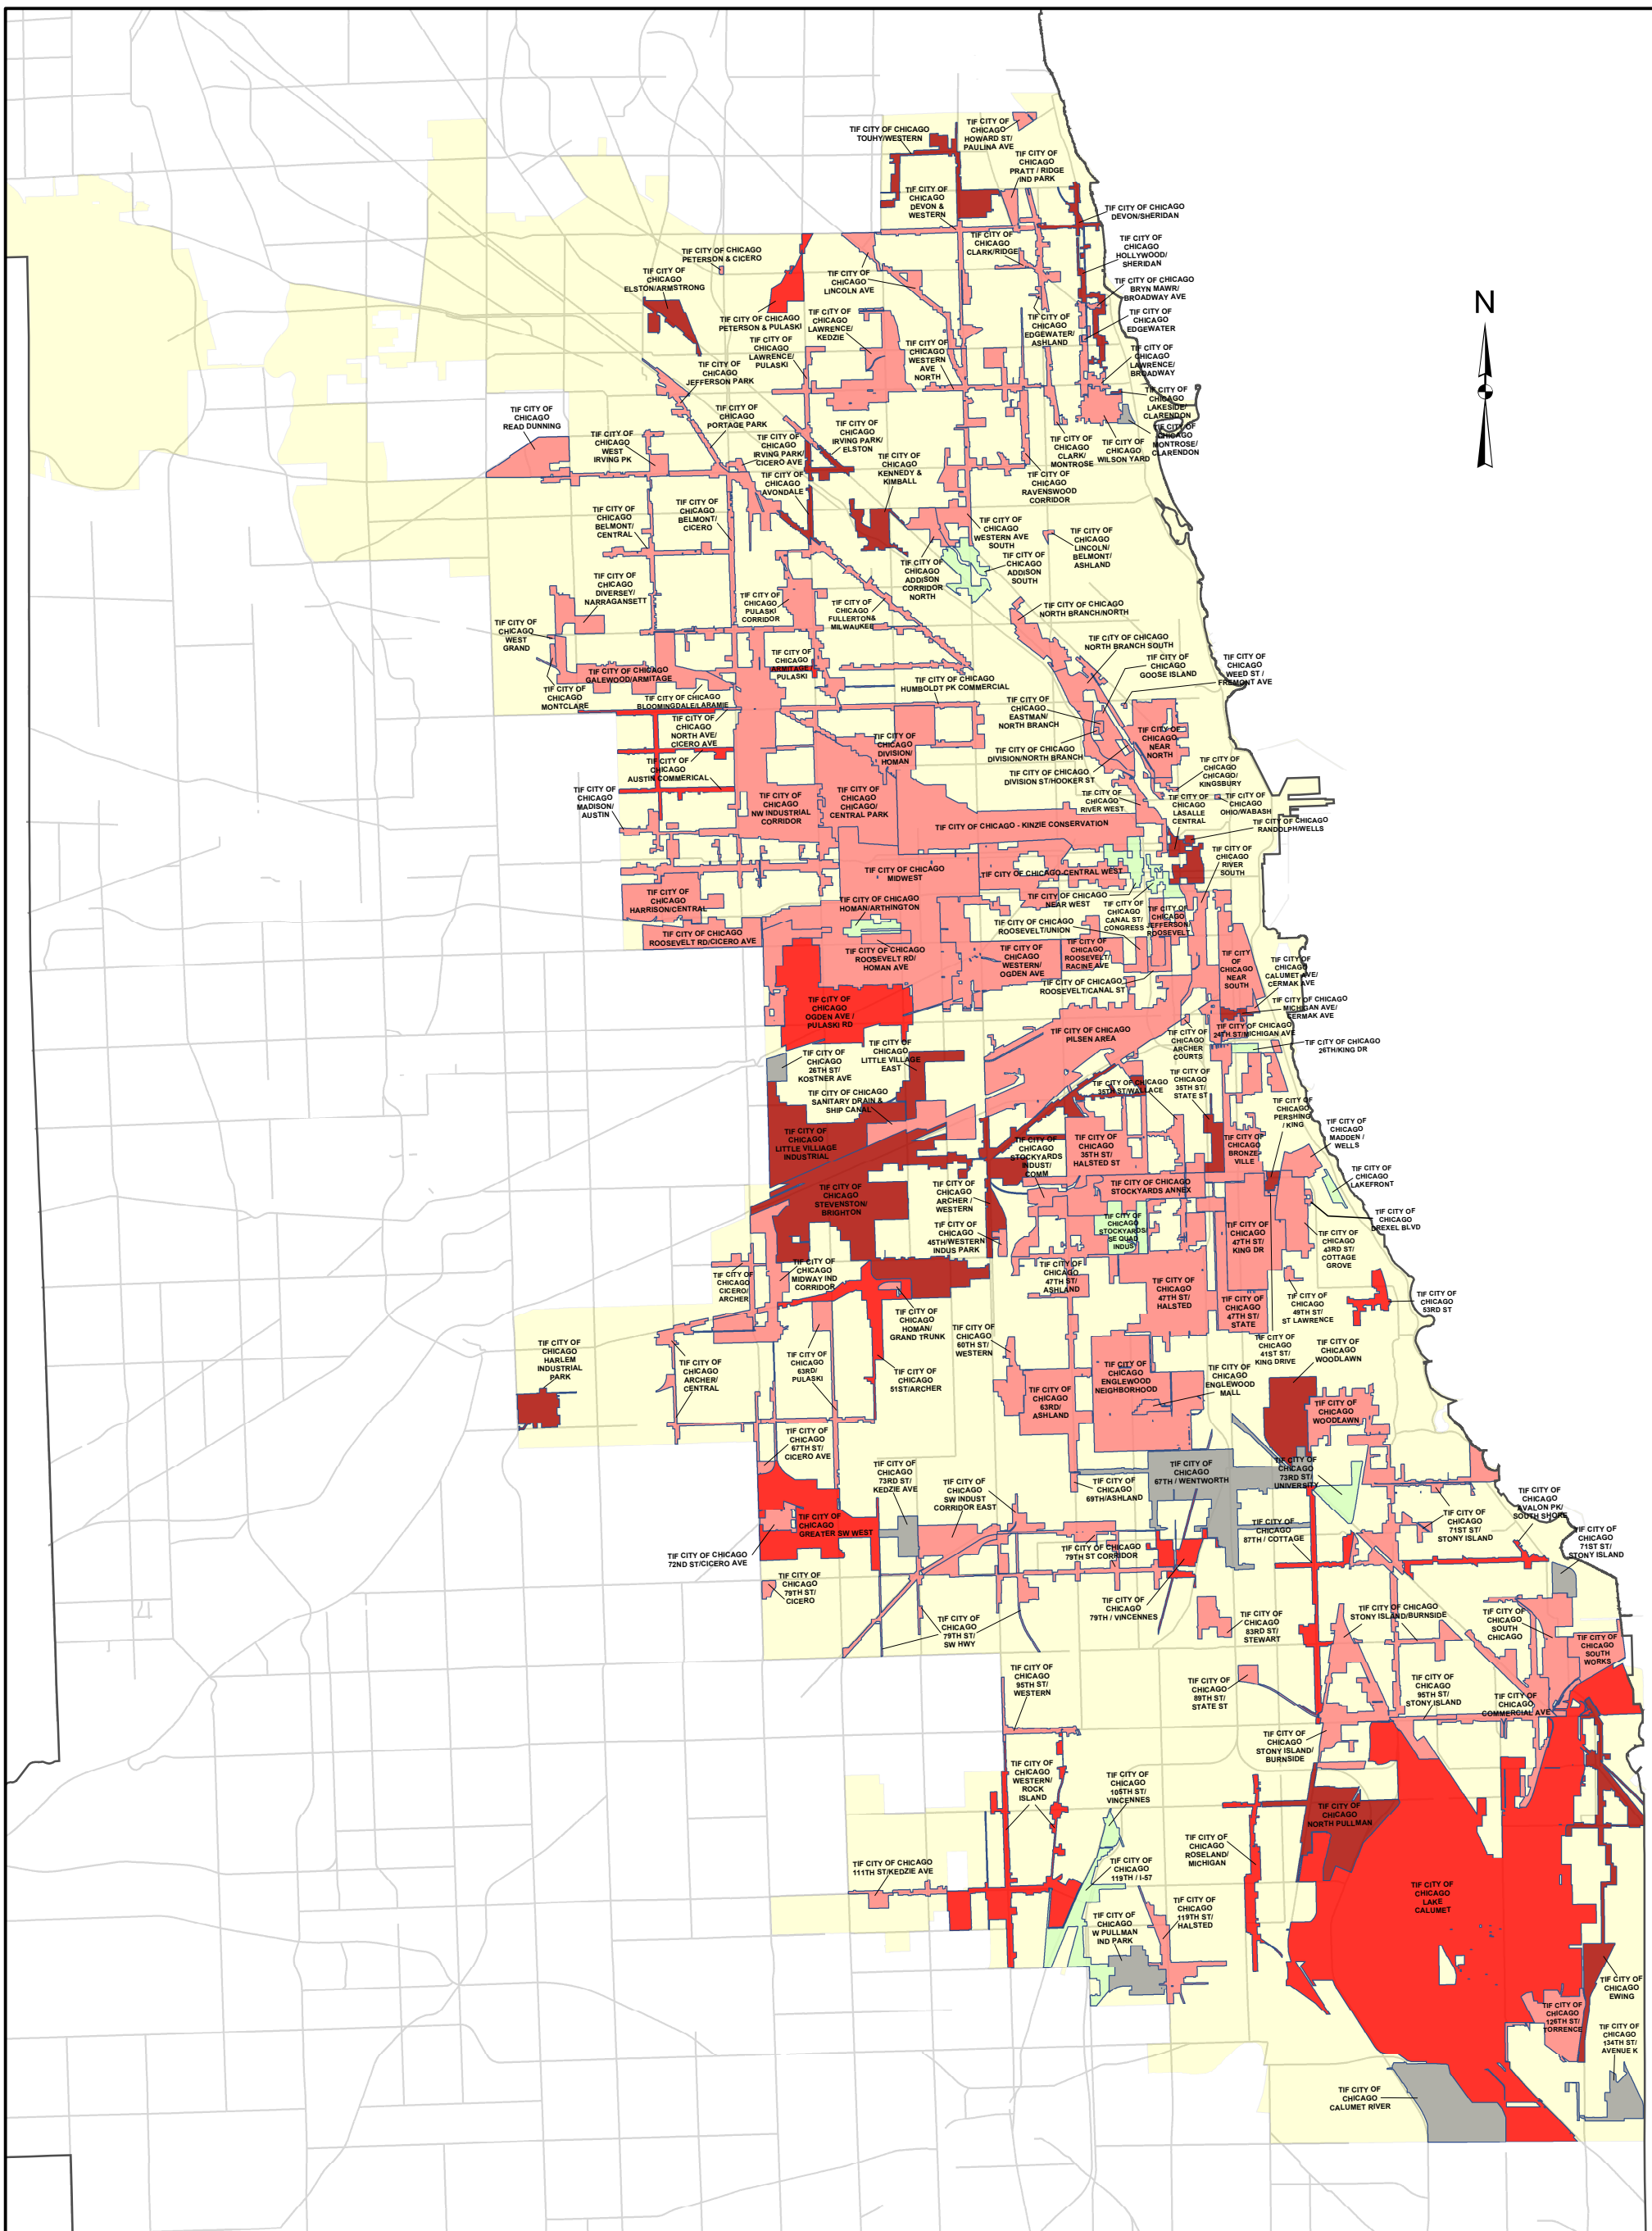 TIF CITY OF CHICAGO
TOUHY/WESTERN
TIF CITY OF
CHICAGO
HOWARD ST/
PAULINA AVE
TIF CITY OF
CHICAGO
PRATT / RIDGE
IND PARK
TIF CITY OF
CHICAGO
DEVON &
WESTERN
TIF CITY OF CHICAGO
DEVON/SHERIDAN
TIF CITY OF
CHICAGO
CLARK/RIDGE
TIF CITY OF
CHICAGO
HOLLYWOOD/
SHERIDAN
TIF CITY OF CHICAGO
PETERSON & CICERO
TIF CITY OF
CHICAGO
ELSTON/ARMSTRONG
TIF CITY OF
CHICAGO
LINCOLN AVE
TIF CITY OF CHICAGO
BRYN MAWR/
BROADWAY AVE
N
TIF CITY OF CHICAGO
PETERSON & PULASKI
TIF CITY OF
CHICAGO
LAWRENCE/
KEDZIE
TIF CITY OF
CHICAGO
EDGEWATER/
ASHLAND
TIF CITY OF
CHICAGO
EDGEWATER
TIF CITY OF
CHICAGO
LAWRENCE/
PULASKI
TIF CITY OF
CHICAGO
WESTERN
AVE
NORTH
TIF CITY OF
CHICAGO
LAWRENCE/
BROADWAY
TIF CITY OF
CHICAGO
JEFFERSON PARK
TIF CITY OF
CHICAGO
LAKESIDE/
CLARENDON
TIF CITY OF
CHICAGO
READ DUNNING
TIF CITY OF
CHICAGO
PORTAGE PARK
TIF CITY OF
CHICAGO
IRVING PARK/
ELSTON
TIF CITY OF
CHICAGO
MONTROSE/
CLARENDON
TIF CITY OF
CHICAGO
WEST
IRVING PK
TIF CITY OF
CHICAGO
IRVING PARK/
CICERO AVE
TIF CITY OF
CHICAGO
CLARK/
MONTROSE
TIF CITY OF
CHICAGO
WILSON YARD
TIF CITY OF
CHICAGO
KENNEDY &
KIMBALL
TIF CITY OF
CHICAGO
AVONDALE
TIF CITY OF
CHICAGO
RAVENSWOOD
CORRIDOR
TIF CITY OF
CHICAGO
BELMONT/
CENTRAL
TIF CITY OF
CHICAGO
BELMONT/
CICERO
TIF CITY OF
CHICAGO
WESTERN AVE
SOUTH
TIF CITY OF
CHICAGO
LINCOLN/
BELMONT/
ASHLAND
TIF CITY OF
CHICAGO
ADDISON
CORRIDOR
NORTH
TIF CITY OF
CHICAGO
ADDISON
SOUTH
TIF CITY OF
CHICAGO
DIVERSEY/
NARRAGANSETT
TIF CITY OF
CHICAGO
PULASKI
CORRIDOR
TIF CITY OF
CHICAGO
FULLERTON&
MILWAUKEE
TIF CITY OF CHICAGO
NORTH BRANCH/NORTH
TIF CITY OF
CHICAGO
WEST
GRAND
TIF CITY OF CHICAGO
NORTH BRANCH SOUTH
TIF CITY OF
CHICAGO
GOOSE ISLAND
TIF CITY OF
CHICAGO
WEED ST /
FREMONT AVE
TIF CITY OF CHICAGO
GALEWOOD/ARMITAGE
TIF CITY OF
CHICAGO
ARMITAGE/
PULASKI
TIF CITY OF CHICAGO
HUMBOLDT PK COMMERCIAL
TIF CITY OF
CHICAGO
MONTCLARE
TIF CITY OF CHICAGO
BLOOMINGDALE/LARAMIE
TIF CITY OF
CHICAGO
EASTMAN/
NORTH BRANCH
TIF CITY OF
CHICAGO
NORTH AVE/
CICERO AVE
TIF CITY OF
CHICAGO
DIVISION/
HOMAN
TIF CITY OF CHICAGO
DIVISION/NORTH BRANCH
TIF CITY OF
CHICAGO
NEAR
NORTH
TIF CITY OF
CHICAGO
AUSTIN COMMERICAL
TIF CITY OF CHICAGO
DIVISION ST/HOOKER ST
TIF CITY OF
CHICAGO
CHICAGO/
KINGSBURY
TIF CITY OF
CHICAGO
MADISON/
AUSTIN
TIF CITY OF
CHICAGO
NW INDUSTRIAL
CORRIDOR
TIF CITY OF
CHICAGO
CHICAGO/
CENTRAL PARK
TIF CITY OF
CHICAGO
RIVER WEST
TIF CITY OF
CHICAGO
LASALLE
CENTRAL
TIF CITY OF
CHICAGO
OHIO/WABASH
TIF CITY OF CHICAGO - KINZIE CONSERVATION
TIF CITY OF CHICAGO
RANDOLPH/WELLS
TIF CITY OF CHICAGO
MIDWEST
TIF CITY OF CHICAGO-CENTRAL WEST
TIF CITY OF
CHICAGO
RIVER
SOUTH
TIF CITY OF
CHICAGO
HARRISON/CENTRAL
TIF CITY OF CHICAGO
HOMAN/ARTHINGTON
TIF CITY OF CHICAGO
NEAR WEST
TIF CITY OF
CHICAGO
CANAL ST/
CONGRESS
TIF CITY OF
CHICAGO
JEFFERSON/
ROOSEVELT
TIF CITY OF CHICAGO
ROOSEVELT/UNION
TIF CITY OF CHICAGO
ROOSEVELT RD/CICERO AVE
TIF CITY OF CHICAGO
ROOSEVELT RD/
HOMAN AVE
TIF CITY OF
CHICAGO
WESTERN/
OGDEN AVE
TIF CITY OF
CHICAGO
ROOSEVELT/
RACINE AVE
TIF CITY
OF
CHICAGO
NEAR
SOUTH
TIF CITY OF
CHICAGO
CALUMET AVE/
CERMAK AVE
TIF CITY OF CHICAGO
ROOSEVELT/CANAL ST
TIF CITY OF
CHICAGO
OGDEN AVE /
PULASKI RD
TIF CITY OF CHICAGO
MICHIGAN AVE/
CERMAK AVE
TIF CITY OF CHICAGO
PILSEN AREA
TIF CITY OF
CHICAGO
ARCHER
COURTS
TIF CITY OF CHICAGO
24TH ST/MICHIGAN AVE
TIF CITY OF CHICAGO
26TH/KING DR
TIF CITY OF
CHICAGO
26TH ST/
KOSTNER AVE
TIF CITY OF
CHICAGO
LITTLE VILLAGE
EAST
TIF CITY OF CHICAGO
SANITARY DRAIN &
SHIP CANAL
TIF CITY OF CHICAGO
35TH ST/WALLACE
TIF CITY OF
CHICAGO
35TH ST/
STATE ST
TIF CITY OF
CHICAGO
PERSHING
/ KING
TIF CITY OF
CHICAGO
MADDEN /
WELLS
TIF CITY OF
CHICAGO
LITTLE VILLIAGE
INDUSTRIAL
TIF CITY OF
CHICAGO
STOCKYARDS
INDUST/
COMM
TIF CITY OF
CHICAGO
35TH ST/
HALSTED ST
TIF CITY OF
CHICAGO
BRONZE-
VILLE
TIF CITY OF
CHICAGO
LAKEFRONT
TIF CITY OF
CHICAGO
STEVENSTON/
BRIGHTON
TIF CITY OF
CHICAGO
ARCHER /
WESTERN
TIF CITY OF CHICAGO
STOCKYARDS ANNEX
TIF CITY OF
CHICAGO
DREXEL BLVD
TIF CITY OF
CHICAGO
45TH/WESTERN
INDUS PARK
TIF CITY OF
CHICAGO
STOCKYARDS/
SE QUAD
INDUS
TIF CITY OF
CHICAGO
47TH ST/
KING DR
TIF CITY OF
CHICAGO
43RD ST/
COTTAGE
GROVE
TIF CITY OF
CHICAGO
CICERO/
ARCHER
TIF CITY OF
CHICAGO
MIDWAY IND
CORRIDOR
TIF CITY OF
CHICAGO
47TH ST/
ASHLAND
TIF CITY OF
CHICAGO
47TH ST/
HALSTED
TIF CITY OF
CHICAGO
47TH ST/
STATE
TIF CITY OF
CHICAGO
49TH ST/
ST LAWRENCE
TIF CITY OF
CHICAGO
53RD ST
TIF CITY OF
CHICAGO
HOMAN/
GRAND TRUNK
TIF CITY OF
CHICAGO
60TH ST/
WESTERN
TIF CITY OF
CHICAGO
41ST ST/
KING DRIVE
TIF CITY OF
CHICAGO
WOODLAWN
TIF CITY OF
CHICAGO
HARLEM
INDUSTRIAL
PARK
TIF CITY OF
CHICAGO
ARCHER/
CENTRAL
TIF CITY OF
CHICAGO
63RD/
PULASKI
TIF CITY OF
CHICAGO
51ST/ARCHER
TIF CITY OF
CHICAGO
ENGLEWOOD
NEIGHBORHOOD
TIF CITY OF
CHICAGO
ENGLEWOOD
MALL
TIF CITY OF
CHICAGO
63RD/
ASHLAND
TIF CITY OF
CHICAGO
WOODLAWN
TIF CITY OF
CHICAGO
67TH ST/
CICERO AVE
TIF CITY OF
CHICAGO
73RD ST/
KEDZIE AVE
TIF CITY OF
CHICAGO
SW INDUST
CORRIDOR EAST
TIF CITY OF
CHICAGO
69TH/ASHLAND
TIF CITY OF
CHICAGO
67TH / WENTWORTH
TIF CITY OF
CHICAGO
73RD ST/
UNIVERSITY
TIF CITY OF
CHICAGO
AVALON PK/
SOUTH SHORE
TIF CITY OF
CHICAGO
GREATER SW WEST
TIF CITY OF
CHICAGO
87TH / COTTAGE
TIF CITY OF
CHICAGO
71ST ST/
STONY ISLAND
TIF CITY OF
CHICAGO
71ST ST/
STONY ISLAND
TIF CITY OF CHICAGO
72ND ST/CICERO AVE
TIF CITY OF CHICAGO
79TH ST CORRIDOR
TIF CITY OF
CHICAGO
79TH ST/
CICERO
TIF CITY OF
CHICAGO
79TH / VINCENNES
TIF CITY OF
CHICAGO
79TH ST/
SW HWY
TIF CITY OF
CHICAGO
83RD ST/
STEWART
TIF CITY OF CHICAGO
STONY ISLAND/BURNSIDE
TIF CITY OF
CHICAGO
SOUTH
CHICAGO
TIF CITY OF
CHICAGO
SOUTH
WORKS
TIF CITY OF
CHICAGO
95TH ST/
WESTERN
TIF CITY OF
CHICAGO
89TH ST/
STATE ST
TIF CITY OF
CHICAGO
95TH ST/
STONY ISLAND
TIF CITY OF
CHICAGO
COMMERCIAL AVE
TIF CITY OF
CHICAGO
STONY ISLAND/
BURNSIDE
TIF CITY OF
CHICAGO
WESTERN/
ROCK
ISLAND
TIF CITY OF
CHICAGO
105TH ST/
VINCENNES
TIF CITY OF
CHICAGO
NORTH PULLMAN
TIF CITY OF
CHICAGO
ROSELAND/
MICHIGAN
TIF CITY OF CHICAGO
111TH ST/KEDZIE AVE
TIF CITY OF
CHICAGO
119TH / I-57
TIF CITY OF
CHICAGO
LAKE
CALUMET
TIF CITY OF
CHICAGO
119TH ST/
HALSTED
TIF CITY OF
CHICAGO
W PULLMAN
IND PARK
TIF CITY OF
CHICAGO
EWING
TIF CITY OF
CHICAGO
126TH ST/
TORRENCE
TIF CITY OF
CHICAGO
134TH ST/
AVENUE K
TIF CITY OF
CHICAGO
CALUMET RIVER